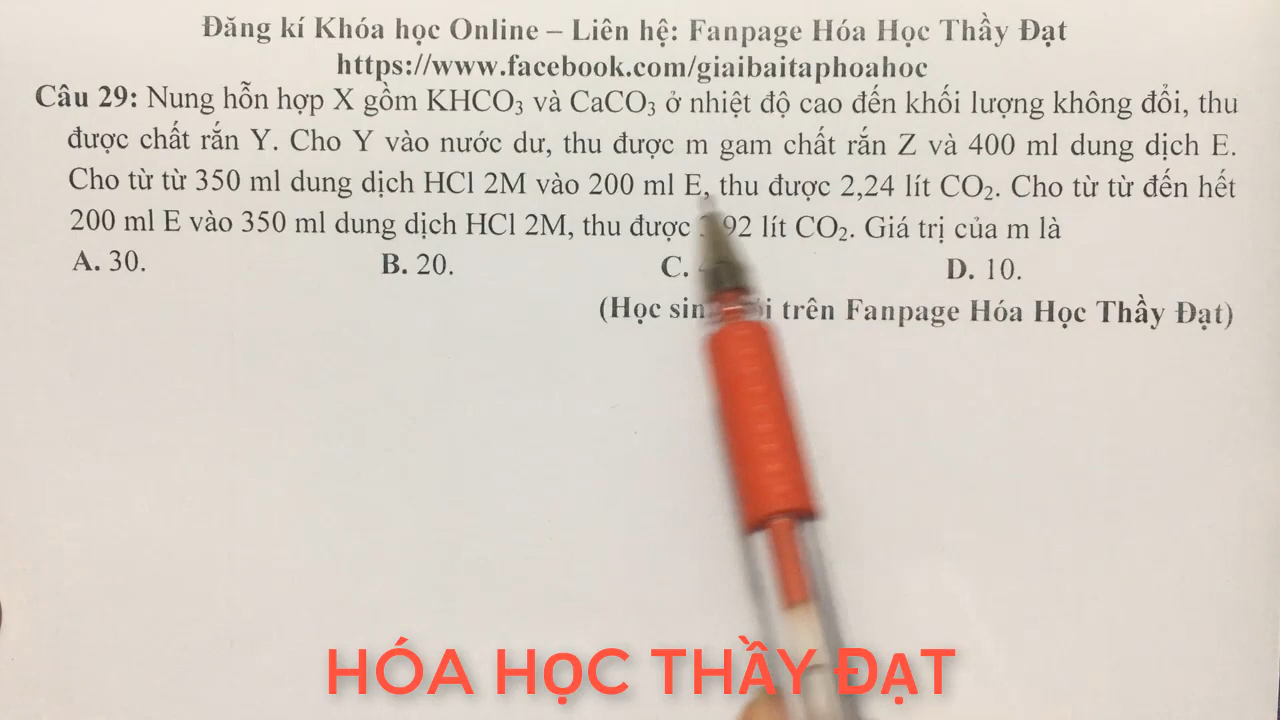 Đăng kí Khóa học Online – Liên hệ: Fanpage Hóa Học Thầy Đạt
https://www.facebook.com/giaibaitaphoahoc
Câu 29: Nung hỗn hợp X gồm KHCO₃ và CaCO₃ ở nhiệt độ cao đến khối lượng không đổi, thu
được chất rắn Y. Cho Y vào nước dư, thu được m gam chất rắn Z và 400 ml dung dịch E.
Cho từ từ 350 ml dung dịch HCl 2M vào 200 ml E, thu được 2,24 lít CO₂. Cho từ từ đến hết
200 ml E vào 350 ml dung dịch HCl 2M, thu được 92 lít CO₂. Giá trị của m là
A. 30. B. 20. C. D. 10.
(Học trên Fanpage Hóa Học Thầy Đạt)
HÓA HỌC THẦY ĐẠT